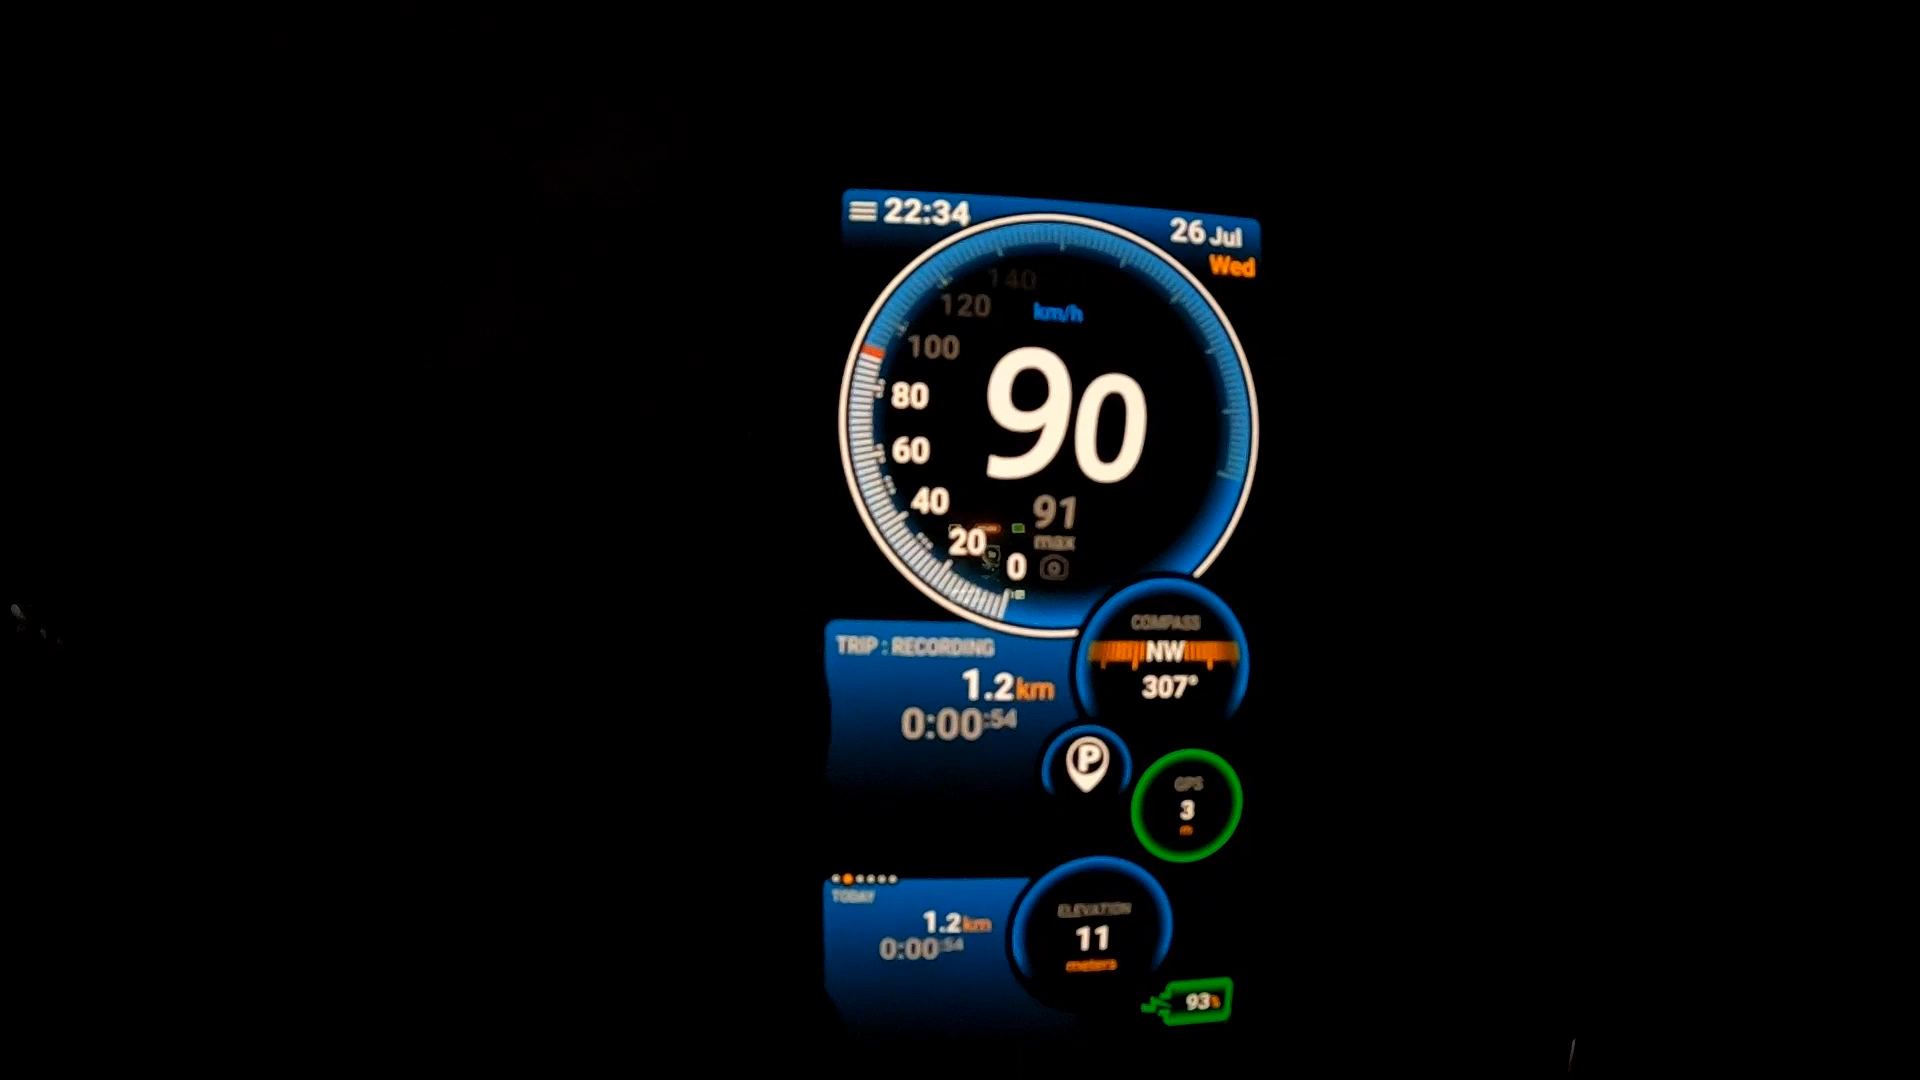 22:34
26 Jul
Wed
140
120
km/h
100
80
90
60
40
91
20
max
0
COMPASS
NW
307°
TRIP : RECORDING
1.2km
0:00:54
P
GPS
3
m
TODAY
1.2km
0:00:54
ELEVATION
11
meters
93%